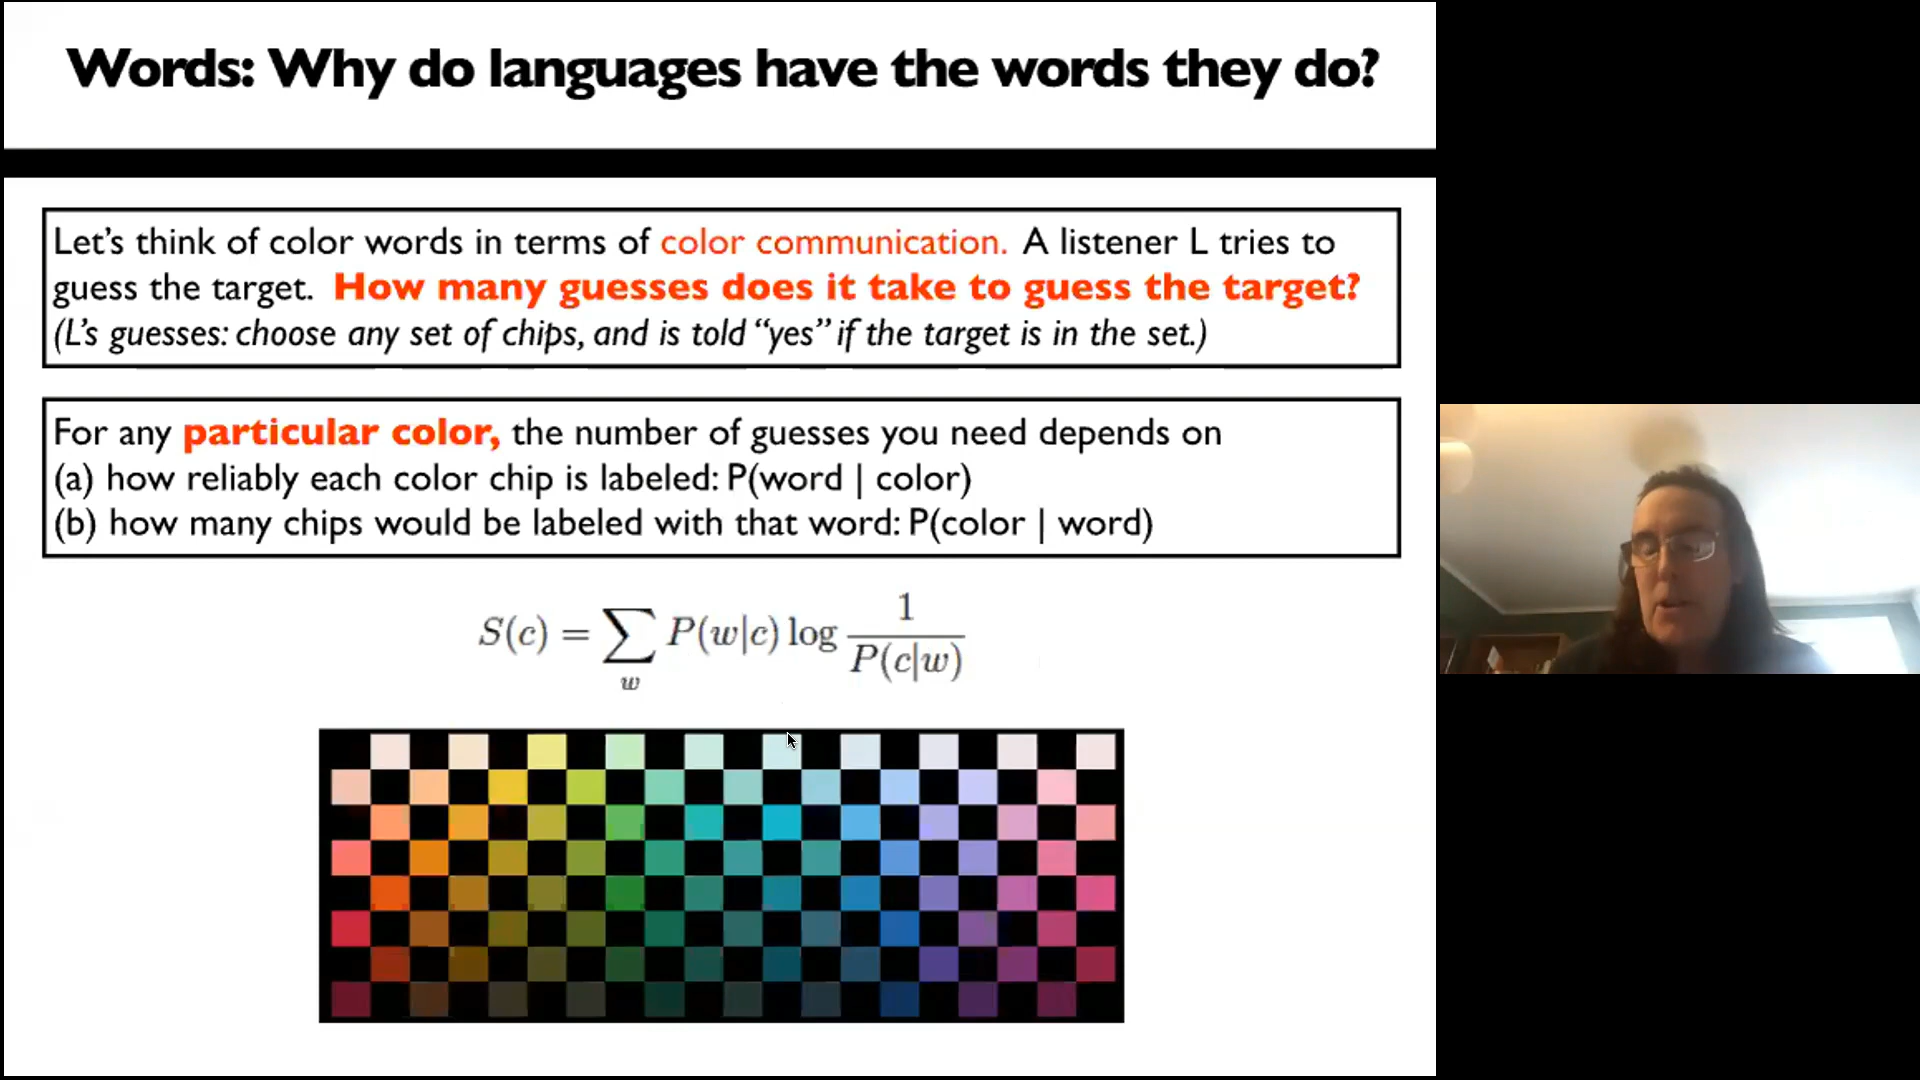 Words: Why do languages have the words they do?
Let's think of color words in terms of color communication. A listener L tries to
guess the target. How many guesses does it take to guess the target?
(L's guesses: choose any set of chips, and is told “yes” if the target is in the set.)
For any particular color, the number of guesses you need depends on
(a) how reliably each color chip is labeled: P(word | color)
(b) how many chips would be labeled with that word: P(color | word)
S(c) = ∑_w P(w|c) log 1/P(c|w)